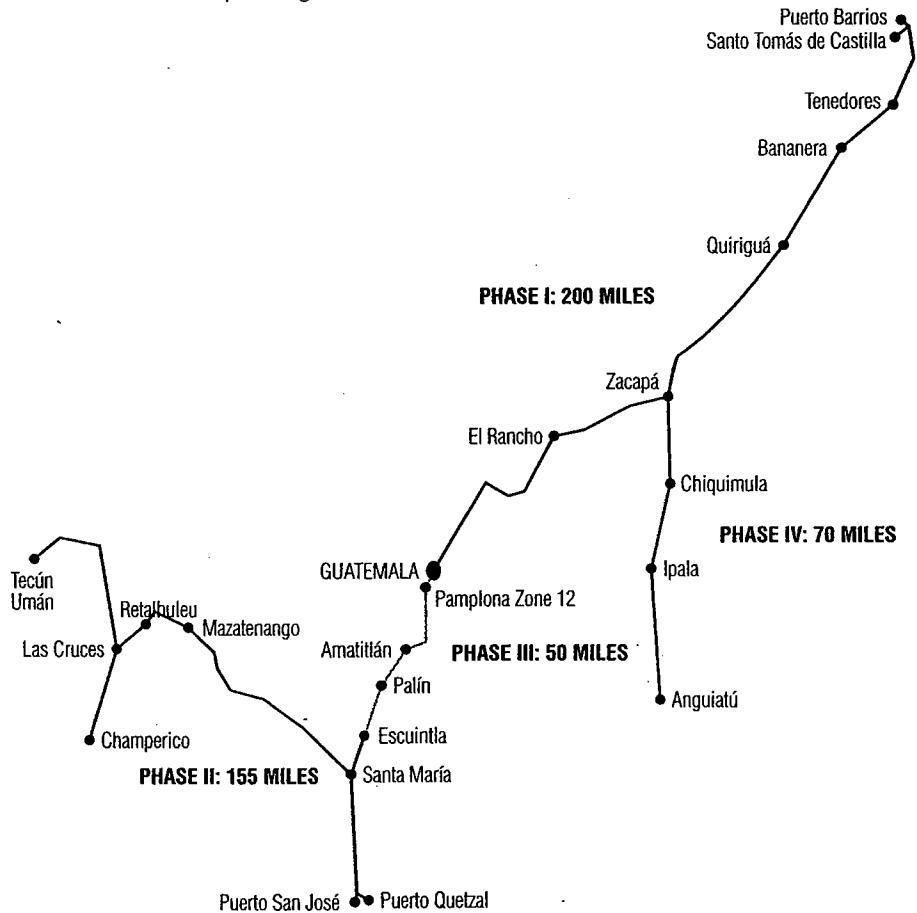 Puerto Barrios
Santo Tomás de Castilla
Tenedores
Bananera
Quiriguá
PHASE I: 200 MILES
Zacapá
El Rancho
Chiquimula
PHASE IV: 70 MILES
GUATEMALA
Ipala
Pamplona Zone 12
Tecún
Umán
Retalhuleu
Mazatenango
Las Cruces
Amatitlán
PHASE III: 50 MILES
Palín
Anguiatú
Champerico
Escuintla
PHASE II: 155 MILES
Santa María
Puerto San José
Puerto Quetzal